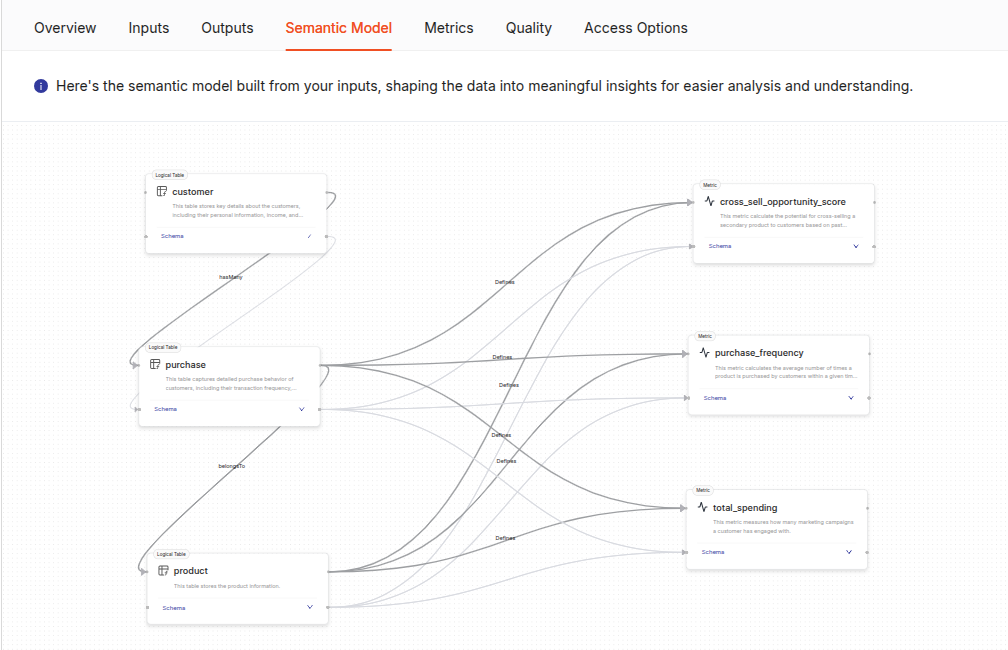 Overview Inputs Outputs Semantic Model Metrics Quality Access Options
Here's the semantic model built from your inputs, shaping the data into meaningful insights for easier analysis and understanding.
Logical Table
customer
This table stores key details about the customers,
including their personal information, income, and...
Schema
hasMany
Logical Table
purchase
This table captures detailed purchase behavior of
customers, including their transaction frequency,...
Schema
belongsTo
Logical Table
product
This table stores the product information.
Schema
Defines
Defines
Defines
Defines
Defines
Defines
Metric
cross_sell_opportunity_score
This metric calculate the potential for cross-selling a
secondary product to customers based on past...
Schema
Metric
purchase_frequency
This metric calculates the average number of times a
product is purchased by customers within a given tim...
Schema
Metric
total_spending
This metric measures how many marketing campaigns
a customer has engaged with.
Schema